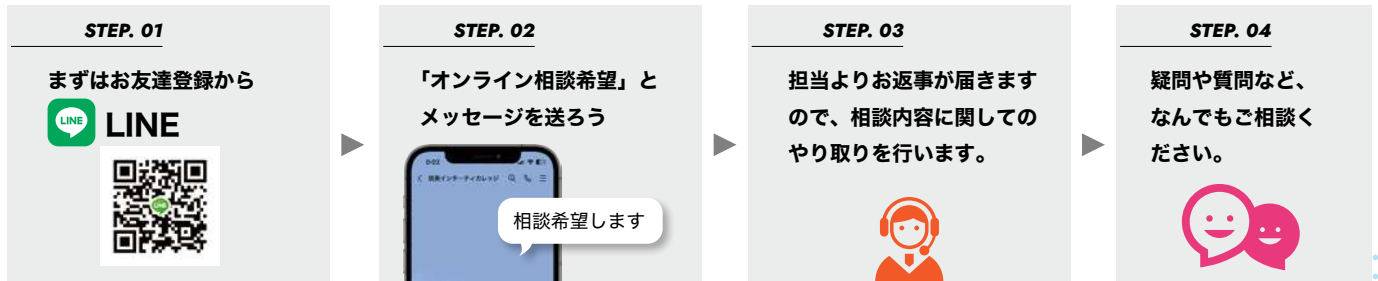 STEP. 01
まずはお友達登録から
LINE
LINE
LINE
STEP. 02
「オンライン相談希望」と
メッセージを送ろう
相談希望します
STEP. 03
担当よりお返事が届きます
ので、相談内容に関しての
やり取りを行います。
STEP. 04
疑問や質問など、
なんでもご相談く
ださい。